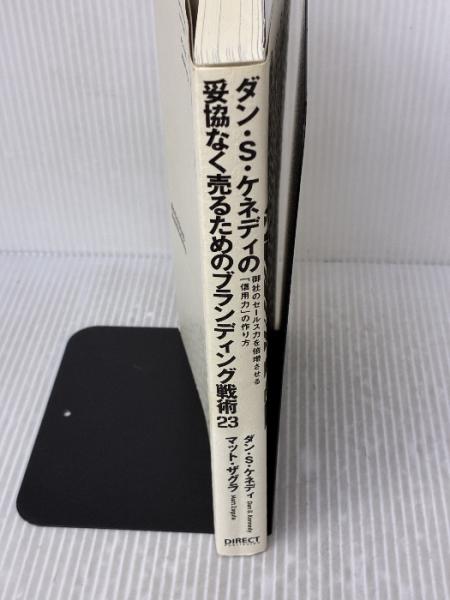 ダン・S・ケネディの
妥協なく売るためのブランディング戦術23
御社のセールス力を倍増させる
「信用力」の作り方
ダン・S・ケネディ Dan S. Kennedy
マット・ザグラ Matt Zagula
DIRECT
PUBLISHING